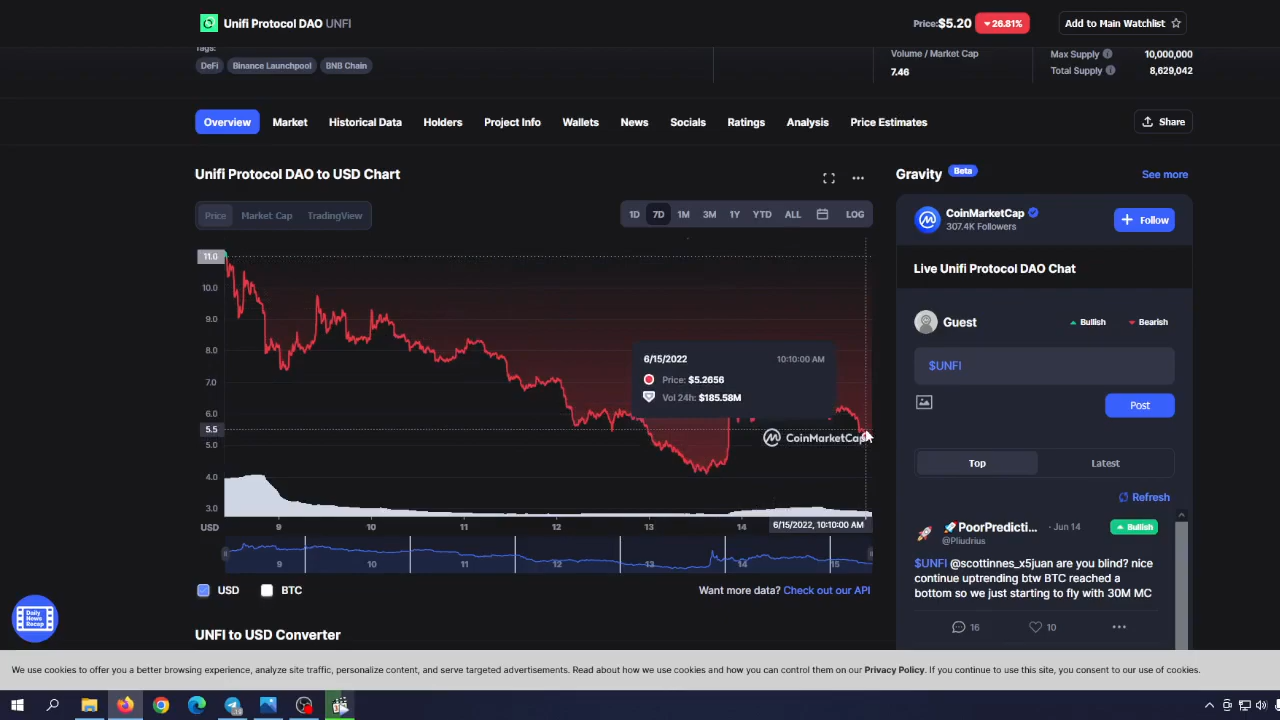 Unifi Protocol DAO UNFI
Price: $5.20 26.81%
Add to Main Watchlist
Tags:
DeFi Binance Launchpool BNB Chain
Volume / Market Cap
7.46
Max Supply 10,000,000
Total Supply 8,629,042
Overview Market Historical Data Holders Project Info Wallets News Socials Ratings Analysis Price Estimates
Share
Unifi Protocol DAO to USD Chart
Price Market Cap TradingView
1D 7D 1M 3M 1Y YTD ALL LOG
11.0
10.0
9.0
8.0
7.0
6.0
5.5
5.0
4.0
3.0
6/15/2022 10:10:00 AM
Price: $5.2656
Vol 24h: $185.58M
CoinMarketCap
USD 9 10 11 12 13 14
6/15/2022, 10:10:00 AM
9 10 11 12 13 14 15
Want more data? Check out our API
USD BTC
UNFI to USD Converter
Gravity Beta See more
CoinMarketCap
307.4K Followers
Follow
Live Unifi Protocol DAO Chat
Guest Bullish Bearish
$UNFI
Post
Top Latest
Refresh
PoorPredicti... · Jun 14 Bullish
@Pliudrius
$UNFI @scottinnes_x5juan are you blind? nice
continue uptrending btw BTC reached a
bottom so we just starting to fly with 30M MC
16 10
Daily
News
Recap
We use cookies to offer you a better browsing experience, analyze site traffic, personalize content, and serve targeted advertisements. Read about how we use cookies and how you can control them on our Privacy Policy. If you continue to use this site, you consent to our use of cookies.